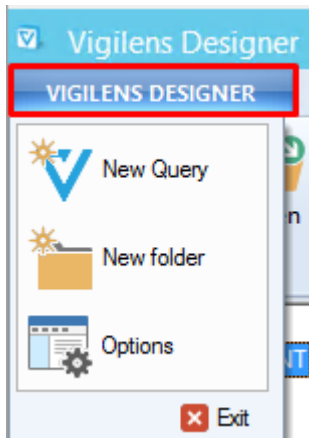 Vigilens Designer
VIGILENS DESIGNER
New Query
New folder
Options
Exit